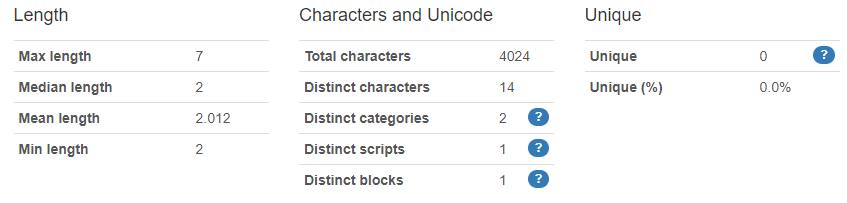 Length
Max length 7
Median length 2
Mean length 2.012
Min length 2
Characters and Unicode
Total characters 4024
Distinct characters 14
Distinct categories 2 ?
Distinct scripts 1 ?
Distinct blocks 1 ?
Unique
Unique 0 ?
Unique (%) 0.0%